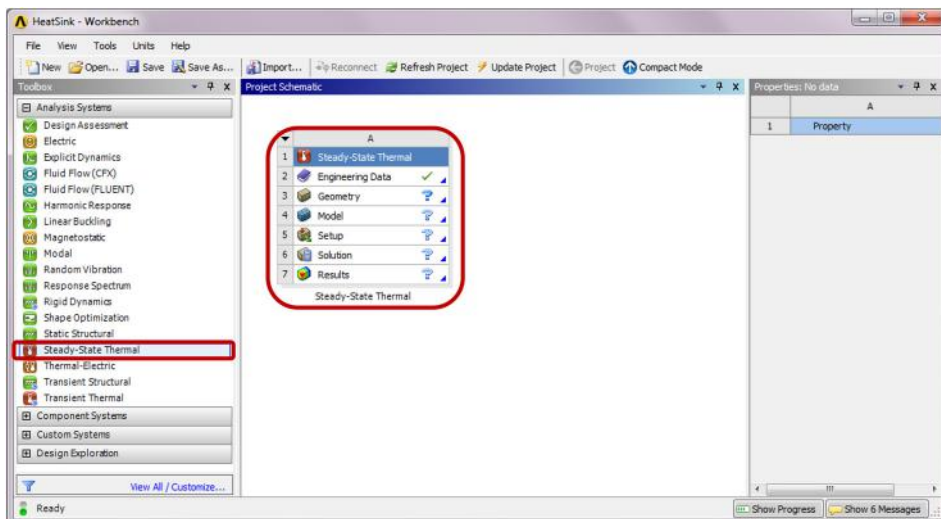 HeatSink - Workbench
File View Tools Units Help
New Open... Save Save As... Import... Reconnect Refresh Project Update Project Project Compact Mode
Toolbox
Analysis Systems
Design Assessment
Electric
Explicit Dynamics
Fluid Flow (CFX)
Fluid Flow (FLUENT)
Harmonic Response
Linear Buckling
Magnetostatic
Modal
Random Vibration
Response Spectrum
Rigid Dynamics
Shape Optimization
Static Structural
Steady-State Thermal
Thermal-Electric
Transient Structural
Transient Thermal
Component Systems
Custom Systems
Design Exploration
View All / Customize...
Project Schematic
A
1 Steady-State Thermal
2 Engineering Data
3 Geometry
4 Model
5 Setup
6 Solution
7 Results
Steady-State Thermal
Properties: No data
A
1 Property
Ready
Show Progress Show 6 Messages